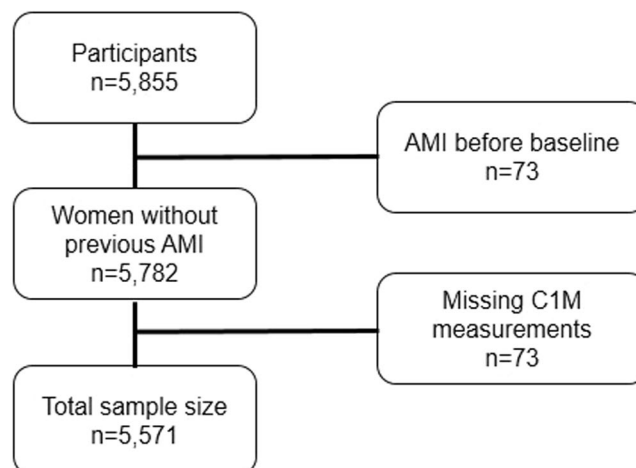 Participants
n=5,855
AMI before baseline
n=73
Women without
previous AMI
n=5,782
Missing C1M
measurements
n=73
Total sample size
n=5,571